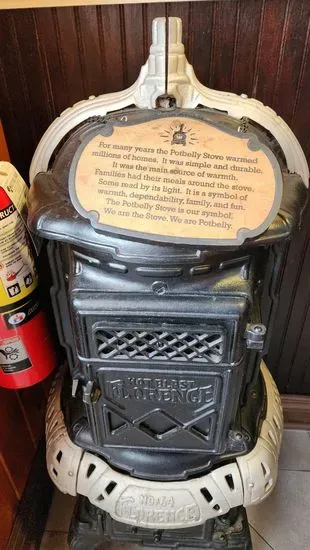 For many years the Potbelly Stove warmed
millions of homes. It was simple and durable.
It was the main source of warmth.
Families had their meals around the stove.
Some read by its light. It is a symbol of
warmth, dependability, family, and fun.
The Potbelly Stove is our symbol.
We are the Stove. We are Potbelly.
HOT BLAST
FLORENCE
No 64
FLORENCE